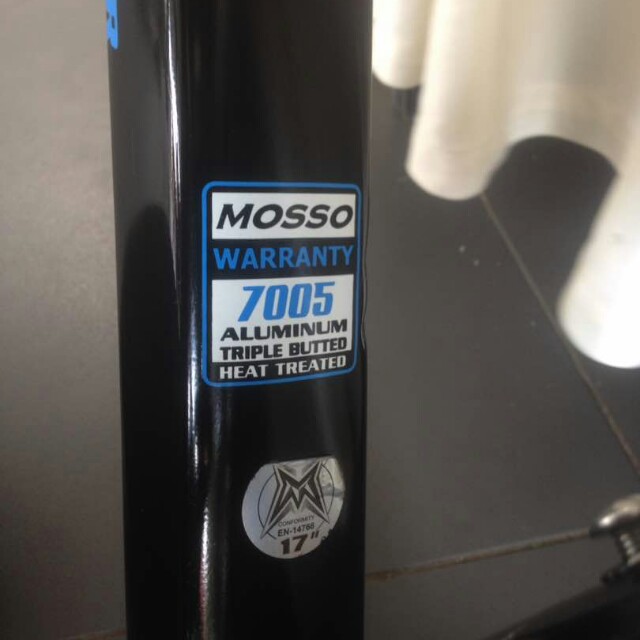 MOSSO
WARRANTY
7005
ALUMINUM
TRIPLE BUTTED
HEAT TREATED
CONFORMITY
EN-14766
17"